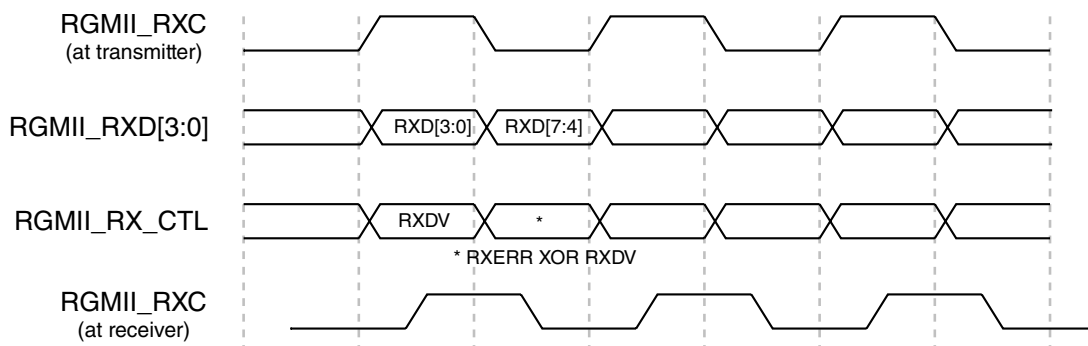 RGMII_RXC
(at transmitter)
RGMII_RXD[3:0]
RXD[3:0]
RXD[7:4]
RGMII_RX_CTL
RXDV
*
* RXERR XOR RXDV
RGMII_RXC
(at receiver)